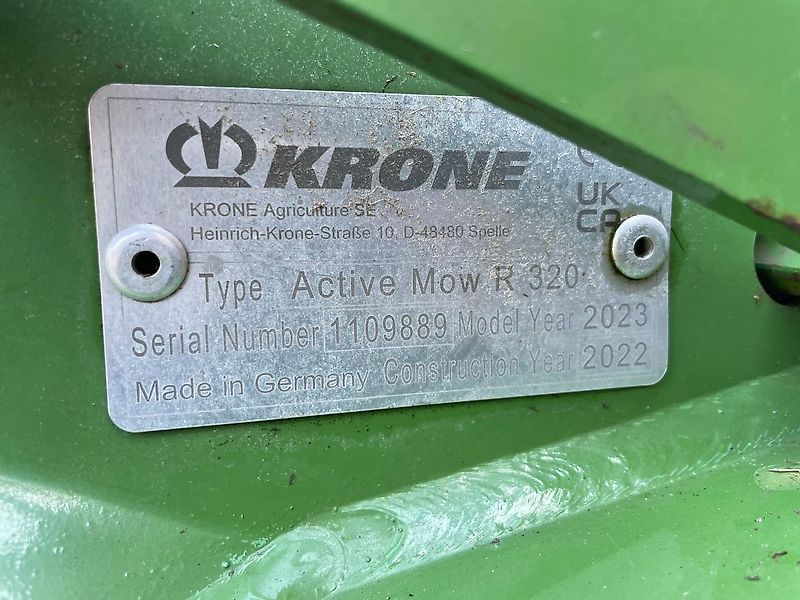 KRONE
KRONE Agriculture SE
Heinrich-Krone-Straße 10, D-48480 Spelle
UK
CA
Type Active Mow R 320
Serial Number 1109889 Model Year 2023
Made in Germany Construction Year 2022